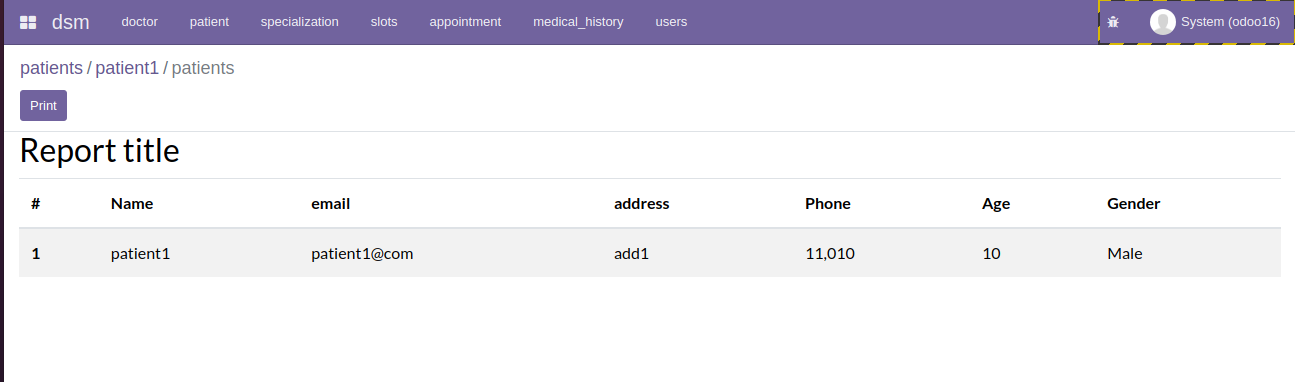 dsm doctor patient specialization slots appointment medical_history users System (odoo16)
patients / patient1 / patients
Print
Report title
# Name email address Phone Age Gender
1 patient1 patient1@com add1 11,010 10 Male